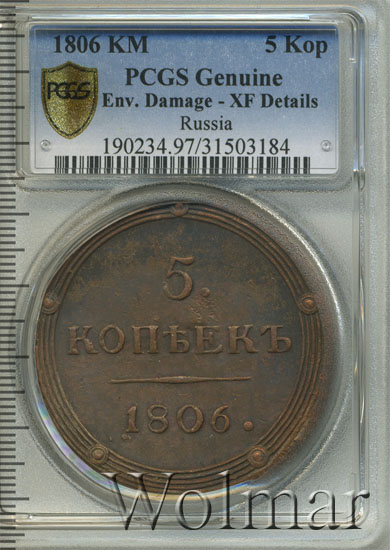 1806 KM 5 Kop
PCGS Genuine
PCGS
Env. Damage - XF Details
Russia
190234.97/31503184
5.
КОПѢЕКЪ
1806.
Wolmar